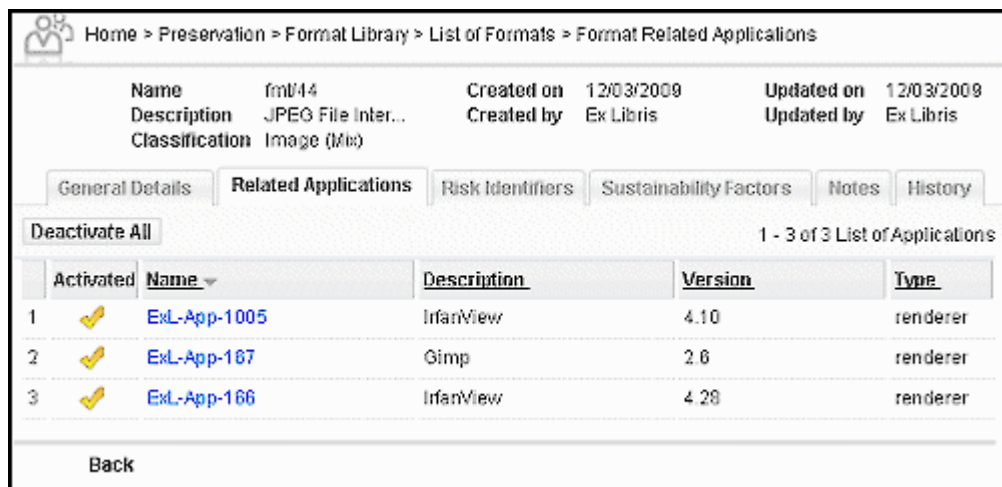 Home > Preservation > Format Library > List of Formats > Format Related Applications
Name fmt/44 Created on 12/03/2009 Updated on 12/03/2009
Description JPEG File Inter... Created by Ex Libris Updated by Ex Libris
Classification Image (Mix)
General Details Related Applications Risk Identifiers Sustainability Factors Notes History
Deactivate All 1 - 3 of 3 List of Applications
Activated Name Description Version Type
1 ExL-App-1005 IrfanView 4.10 renderer
2 ExL-App-167 Gimp 2.6 renderer
3 ExL-App-166 IrfanView 4.28 renderer
Back